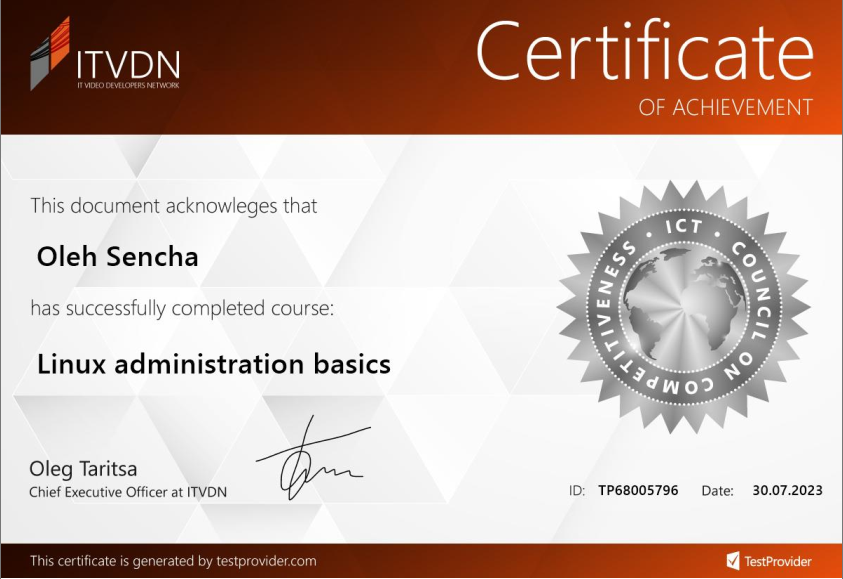 ITVDN
IT VIDEO DEVELOPERS NETWORK
Certificate
OF ACHIEVEMENT
This document acknowleges that
Oleh Sencha
has successfully completed course:
Linux administration basics
ICT • COUNCIL ON COMPETITIVENESS •
Oleg Taritsa
Chief Executive Officer at ITVDN
ID: TP68005796 Date: 30.07.2023
This certificate is generated by testprovider.com
TestProvider